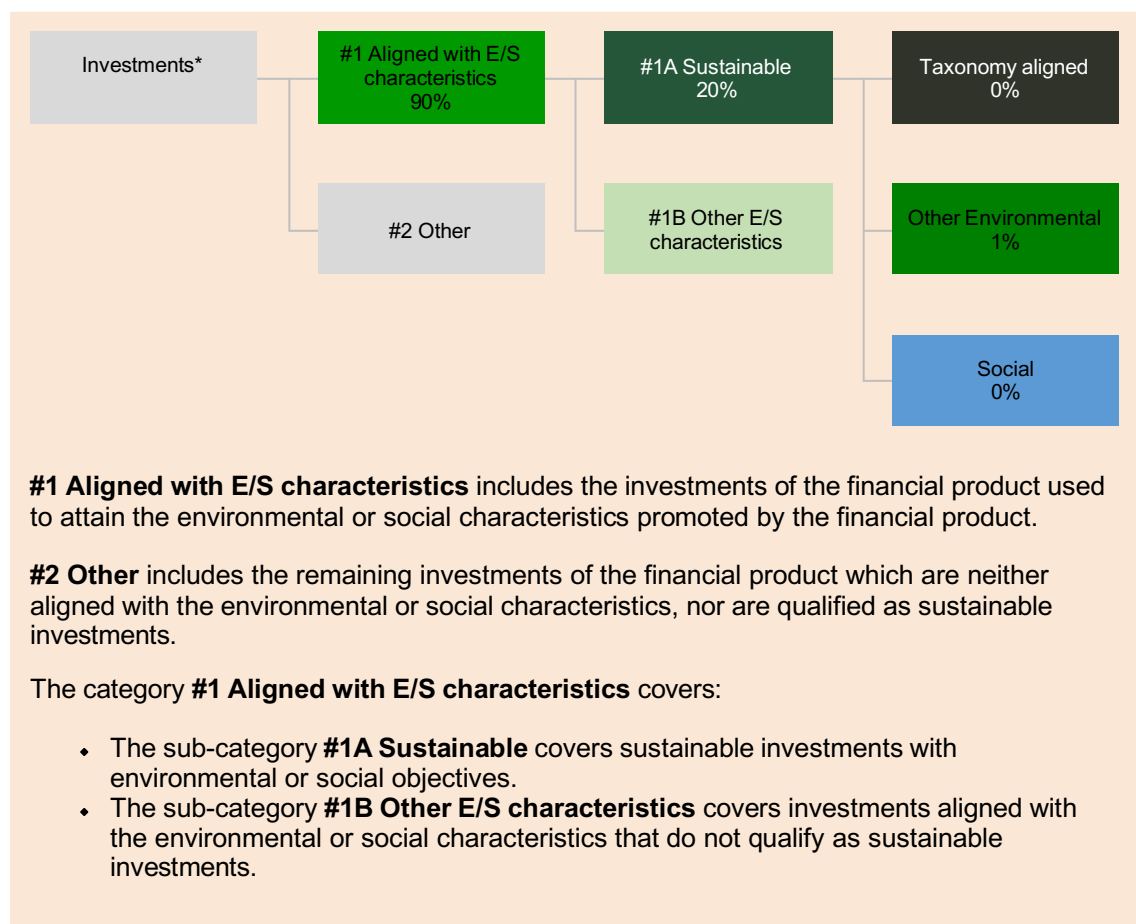 Investments*
#1 Aligned with E/S
characteristics
90%
#1A Sustainable
20%
Taxonomy aligned
0%
#2 Other
#1B Other E/S
characteristics
Other Environmental
1%
Social
0%
#1 Aligned with E/S characteristics includes the investments of the financial product used
to attain the environmental or social characteristics promoted by the financial product.
#2 Other includes the remaining investments of the financial product which are neither
aligned with the environmental or social characteristics, nor are qualified as sustainable
investments.
The category #1 Aligned with E/S characteristics covers:
• The sub-category #1A Sustainable covers sustainable investments with
environmental or social objectives.
• The sub-category #1B Other E/S characteristics covers investments aligned with
the environmental or social characteristics that do not qualify as sustainable
investments.